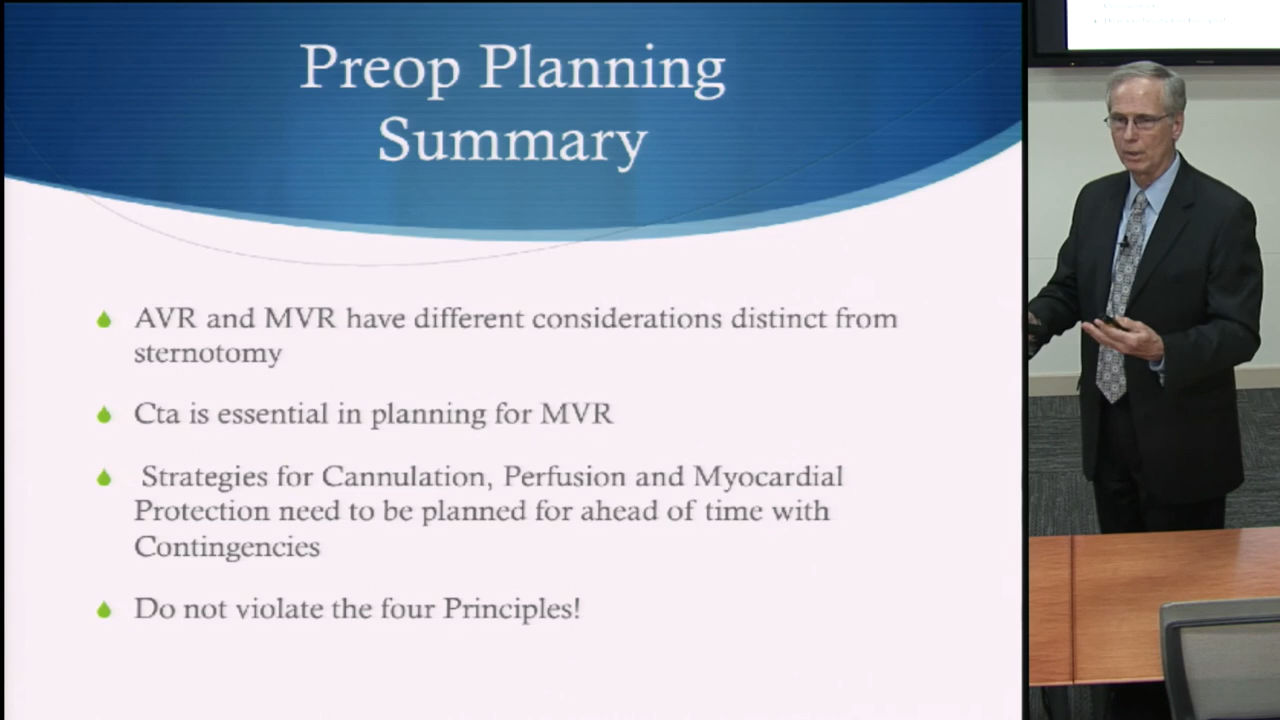 Preop Planning
Summary
AVR and MVR have different considerations distinct from
sternotomy
Cta is essential in planning for MVR
Strategies for Cannulation, Perfusion and Myocardial
Protection need to be planned for ahead of time with
Contingencies
Do not violate the four Principles!